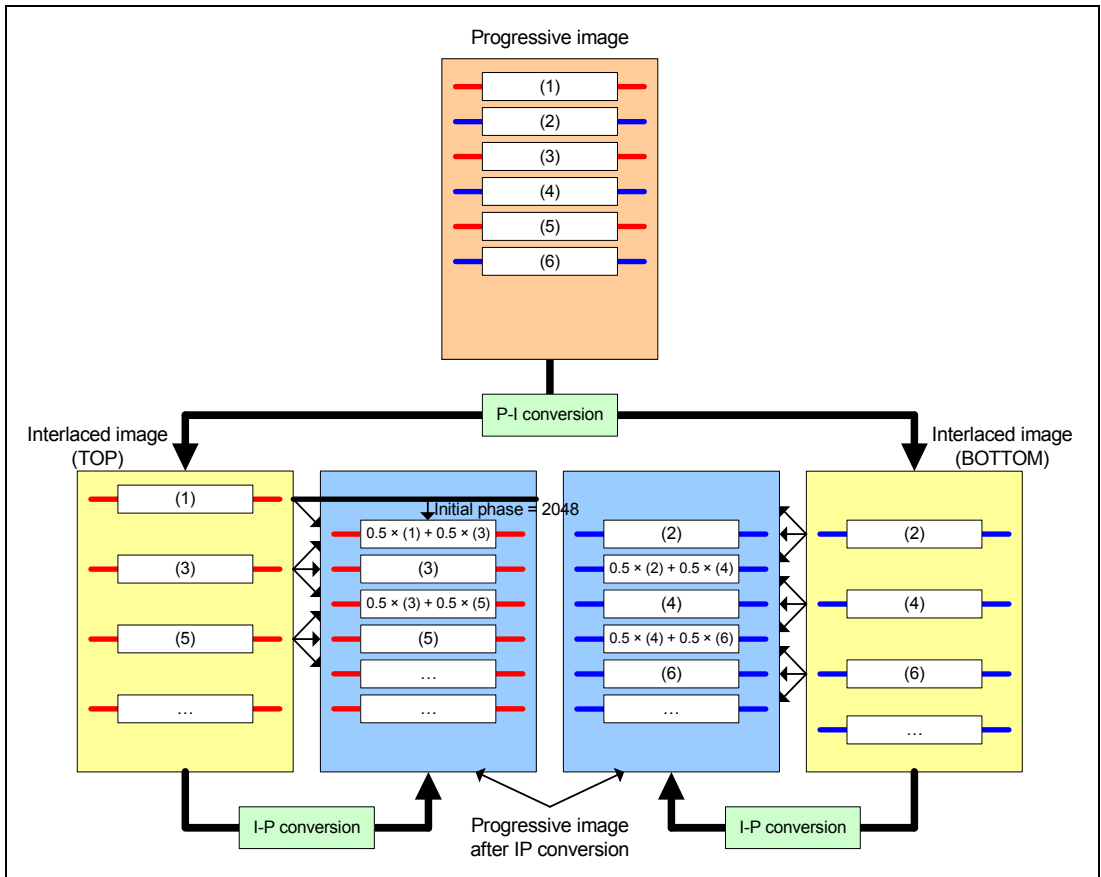 Progressive image
(1)
(2)
(3)
(4)
(5)
(6)
P-I conversion
Interlaced image
(TOP)
(1)
(3)
(5)
...
Initial phase = 2048
0.5 × (1) + 0.5 × (3)
(3)
0.5 × (3) + 0.5 × (5)
(5)
...
...
(2)
0.5 × (2) + 0.5 × (4)
(4)
0.5 × (4) + 0.5 × (6)
(6)
...
Interlaced image
(BOTTOM)
(2)
(4)
(6)
...
I-P conversion
Progressive image
after IP conversion
I-P conversion